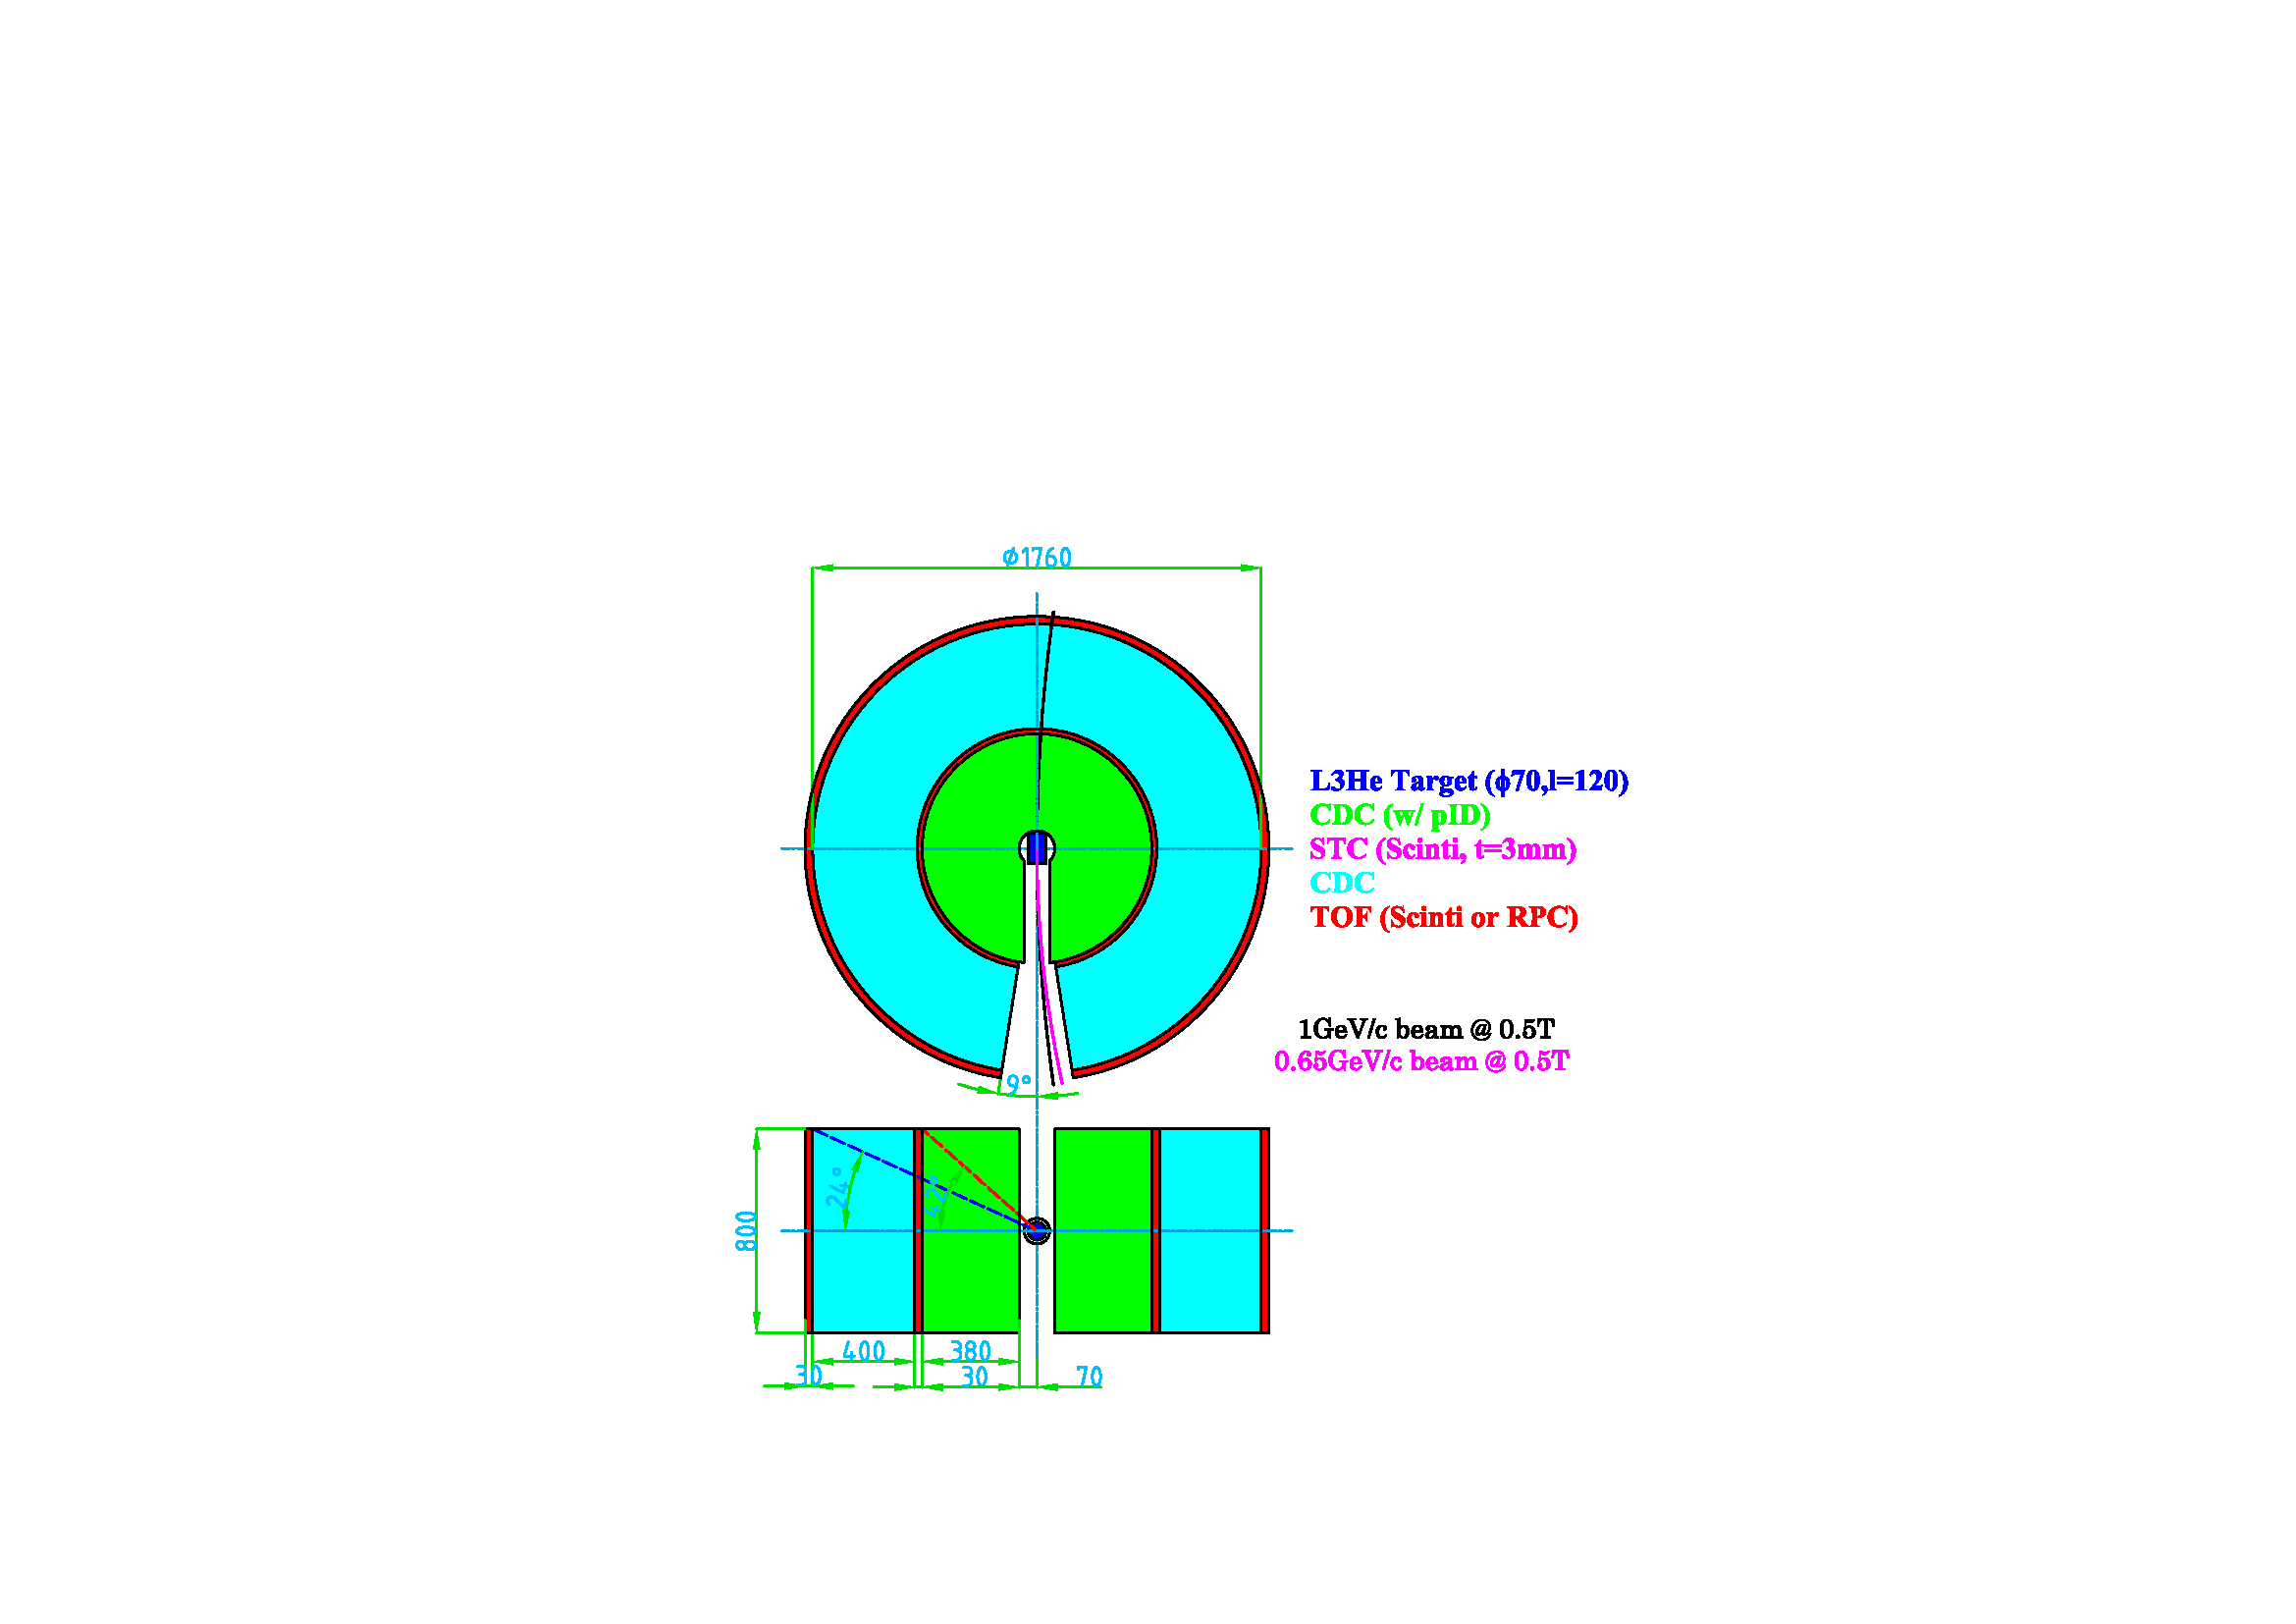 ϕ1760
L3He Target (ϕ70,l=120)
CDC (w/ pID)
STC (Scinti, t=3mm)
CDC
TOF (Scinti or RPC)
1GeV/c beam @ 0.5T
0.65GeV/c beam @ 0.5T
9°
24°
42°
800
400
380
30
30
70